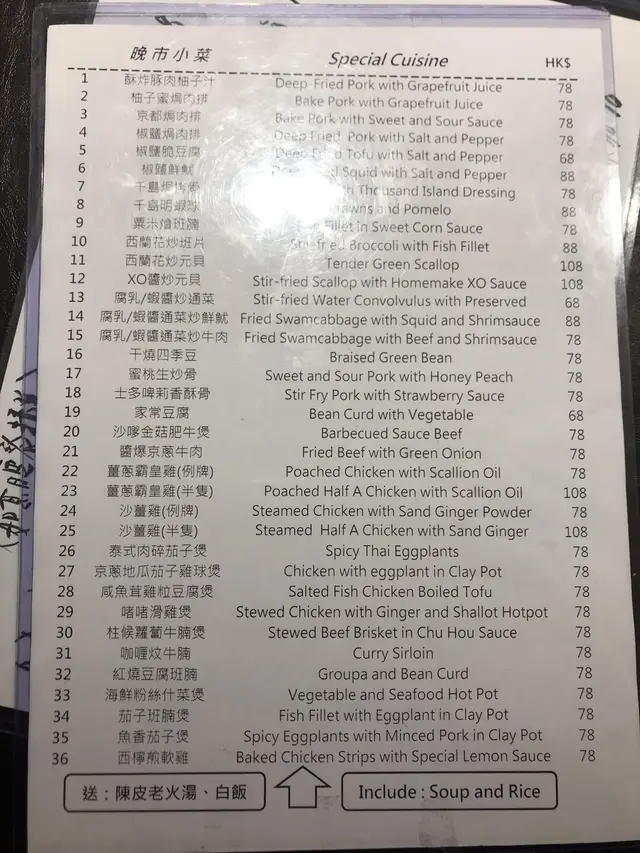 晚市小菜 Special Cuisine HK$
1 酥炸豚肉柚子汁 Deep-Fried Pork with Grapefruit Juice 78
2 柚子蜜焗肉排 Bake Pork with Grapefruit Juice 78
3 京都焗肉排 Bake Pork with Sweet and Sour Sauce 78
4 椒鹽焗肉排 Deep Fried Pork with Salt and Pepper 78
5 椒鹽脆豆腐 Deep Fried Tofu with Salt and Pepper 68
6 椒鹽鮮魷 Squid with Salt and Pepper 88
7 千島 with Thousand Island Dressing 78
8 千島明蝦球 and Pomelo 88
9 粟米燴班腩 Fillet in Sweet Corn Sauce 78
10 西蘭花炒班片 Stir-fried Broccoli with Fish Fillet 88
11 西蘭花炒元貝 Tender Green Scallop 108
12 XO醬炒元貝 Stir-fried Scallop with Homemake XO Sauce 108
13 腐乳/蝦醬炒通菜 Stir-fried Water Convolvulus with Preserved 68
14 腐乳/蝦醬通菜炒鮮魷 Fried Swamcabbage with Squid and Shrimsauce 88
15 腐乳/蝦醬通菜炒牛肉 Fried Swamcabbage with Beef and Shrimsauce 78
16 干燒四季豆 Braised Green Bean 78
17 蜜桃生炒骨 Sweet and Sour Pork with Honey Peach 78
18 士多啤莉香酥骨 Stir Fry Pork with Strawberry Sauce 78
19 家常豆腐 Bean Curd with Vegetable 68
20 沙嗲金菇肥牛煲 Barbecued Sauce Beef 78
21 醬爆京蔥牛肉 Fried Beef with Green Onion 78
22 薑蔥霸皇雞(例牌) Poached Chicken with Scallion Oil 78
23 薑蔥霸皇雞(半隻) Poached Half A Chicken with Scallion Oil 108
24 沙薑雞(例牌) Steamed Chicken with Sand Ginger Powder 78
25 沙薑雞(半隻) Steamed Half A Chicken with Sand Ginger 108
26 泰式肉碎茄子煲 Spicy Thai Eggplants 78
27 京蔥地瓜茄子雞球煲 Chicken with eggplant in Clay Pot 78
28 咸魚茸雞粒豆腐煲 Salted Fish Chicken Boiled Tofu 78
29 啫啫滑雞煲 Stewed Chicken with Ginger and Shallot Hotpot 78
30 柱候蘿蔔牛腩煲 Stewed Beef Brisket in Chu Hou Sauce 78
31 咖喱炆牛腩 Curry Sirloin 78
32 紅燒豆腐班腩 Groupa and Bean Curd 78
33 海鮮粉絲什菜煲 Vegetable and Seafood Hot Pot 78
34 茄子班腩煲 Fish Fillet with Eggplant in Clay Pot 78
35 魚香茄子煲 Spicy Eggplants with Minced Pork in Clay Pot 78
36 西檸煎軟雞 Baked Chicken Strips with Special Lemon Sauce 78
送：陳皮老火湯、白飯 Include : Soup and Rice